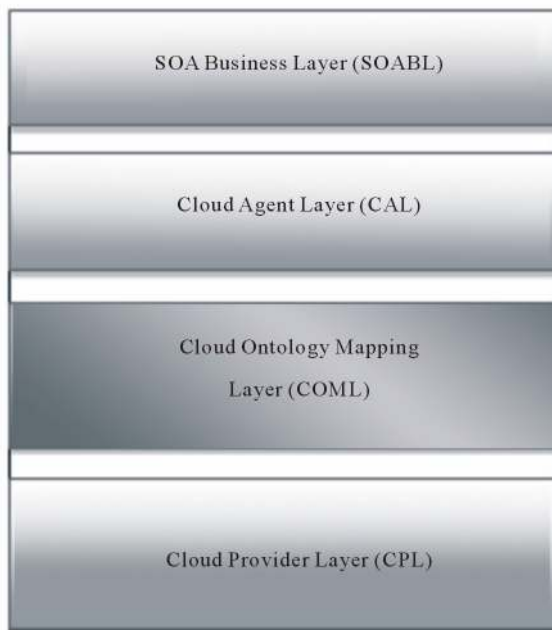 SOA Business Layer (SOABL)
Cloud Agent Layer (CAL)
Cloud Ontology Mapping
Layer (COML)
Cloud Provider Layer (CPL)